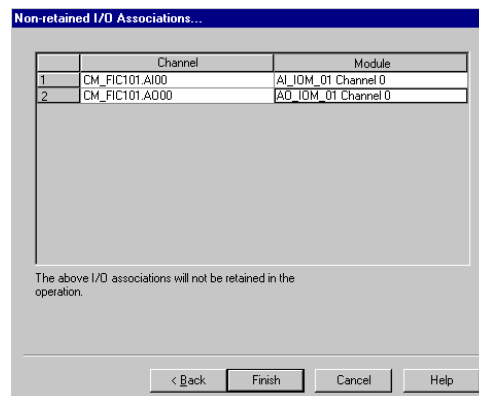 Non-retained I/O Associations...
Channel Module
1 CM_FIC101.AI00 AI_IOM_01 Channel 0
2 CM_FIC101.AO00 AO_IOM_01 Channel 0
The above I/O associations will not be retained in the
operation.
< Back Finish Cancel Help